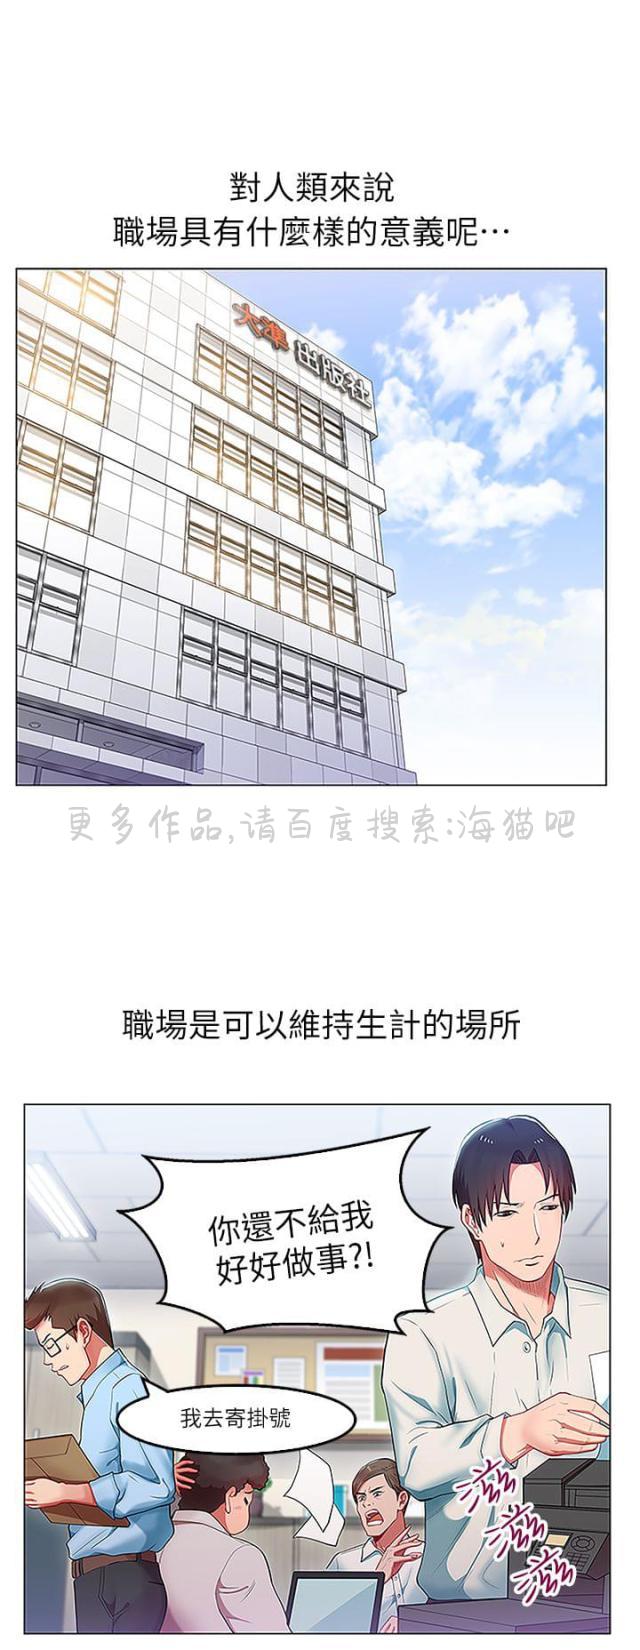 對人類來說
職場具有什麼樣的意義呢…
大準 出版社
更多作品,请百度搜索:海猫吧
職場是可以維持生計的場所
你還不給我
好好做事?!
我去寄掛號
滋
滋
滋